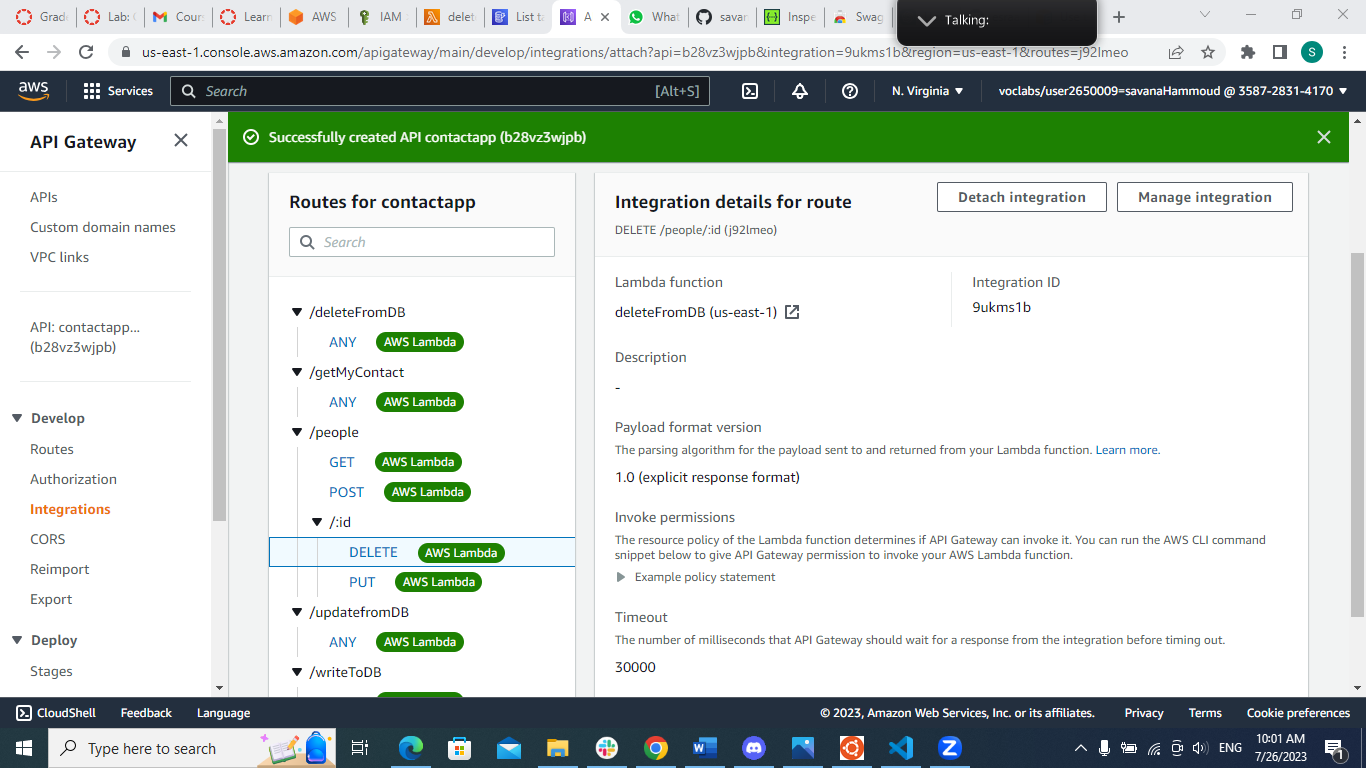 Grade
Lab: C
Cours
Learn
AWS
IAM
delet
List ta
A
What
savar
Inspe
Swag
Talking:
us-east-1.console.aws.amazon.com/apigateway/main/develop/integrations/attach?api=b28vz3wjpb&integration=9ukms1b&region=us-east-1&routes=j92lmeo
S
aws
Services
Search
[Alt+S]
N. Virginia
voclabs/user2650009=savanaHammoud @ 3587-2831-4170
API Gateway
APIs
Custom domain names
VPC links
API: contactapp...
(b28vz3wjpb)
Develop
Routes
Authorization
Integrations
CORS
Reimport
Export
Deploy
Stages
Successfully created API contactapp (b28vz3wjpb)
Routes for contactapp
Search
/deleteFromDB
ANY AWS Lambda
/getMyContact
ANY AWS Lambda
/people
GET AWS Lambda
POST AWS Lambda
/:id
DELETE AWS Lambda
PUT AWS Lambda
/updatefromDB
ANY AWS Lambda
/writeToDB
Integration details for route
DELETE /people/:id (j92lmeo)
Detach integration
Manage integration
Lambda function
deleteFromDB (us-east-1)
Integration ID
9ukms1b
Description
-
Payload format version
The parsing algorithm for the payload sent to and returned from your Lambda function. Learn more.
1.0 (explicit response format)
Invoke permissions
The resource policy of the Lambda function determines if API Gateway can invoke it. You can run the AWS CLI command
snippet below to give API Gateway permission to invoke your AWS Lambda function.
Example policy statement
Timeout
The number of milliseconds that API Gateway should wait for a response from the integration before timing out.
30000
CloudShell
Feedback
Language
© 2023, Amazon Web Services, Inc. or its affiliates.
Privacy
Terms
Cookie preferences
Type here to search
ENG
10:01 AM
7/26/2023
1